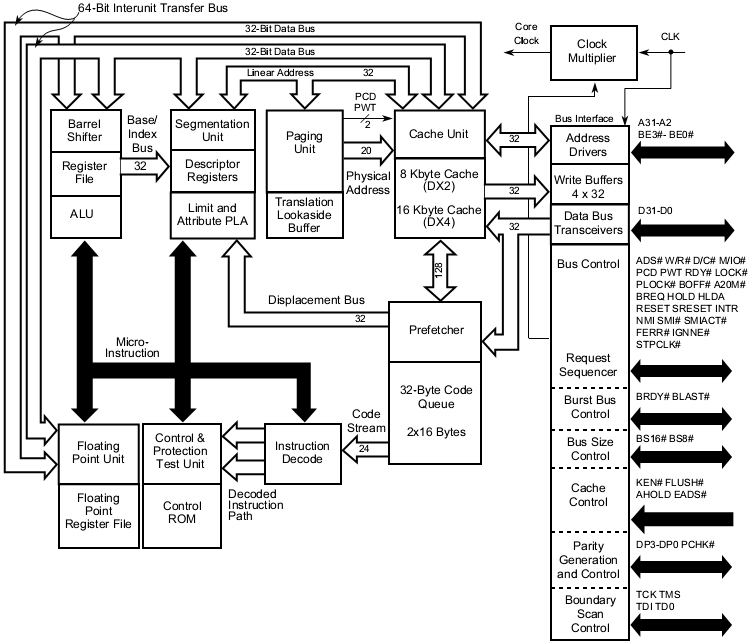 64-Bit Interunit Transfer Bus
32-Bit Data Bus
32-Bit Data Bus
Linear Address
32
PCD
PWT
2
Core
Clock
Clock
Multiplier
CLK
Barrel
Shifter
Register
File
ALU
Base/
Index
Bus
32
Segmentation
Unit
Descriptor
Registers
Limit and
Attribute PLA
Paging
Unit
Translation
Lookaside
Buffer
20
Physical
Address
Cache Unit
8 Kbyte Cache
(DX2)
16 Kbyte Cache
(DX4)
32
32
32
128
Bus Interface
Address
Drivers
Write Buffers
4 x 32
Data Bus
Transceivers
Bus Control
Request
Sequencer
Burst Bus
Control
Bus Size
Control
Cache
Control
Parity
Generation
and Control
Boundary
Scan
Control
A31-A2
BE3#- BE0#
D31-D0
ADS# W/R# D/C# M/IO#
PCD PWT RDY# LOCK#
PLOCK# BOFF# A20M#
BREQ HOLD HLDA
RESET SRESET INTR
NMI SMI# SMIACT#
FERR# IGNNE#
STPCLK#
BRDY# BLAST#
BS16# BS8#
KEN# FLUSH#
AHOLD EADS#
DP3-DP0 PCHK#
TCK TMS
TDI TD0
Displacement Bus
32
Prefetcher
32-Byte Code
Queue
2x16 Bytes
Micro-
Instruction
Code
Stream
24
Floating
Point Unit
Floating
Point
Register File
Control &
Protection
Test Unit
Control
ROM
Instruction
Decode
Decoded
Instruction
Path